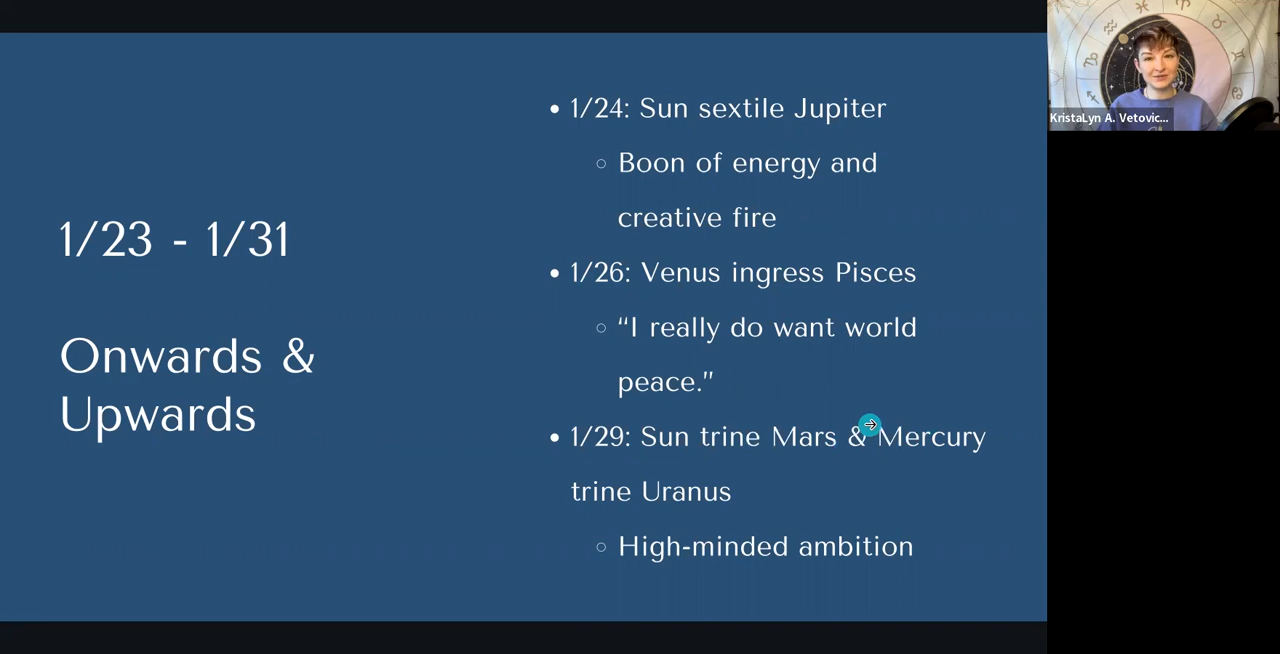 1/23 - 1/31
Onwards &
Upwards
• 1/24: Sun sextile Jupiter
○ Boon of energy and
creative fire
• 1/26: Venus ingress Pisces
○ “I really do want world
peace.”
• 1/29: Sun trine Mars & Mercury
trine Uranus
○ High-minded ambition
KristaLyn A. Vetovic...